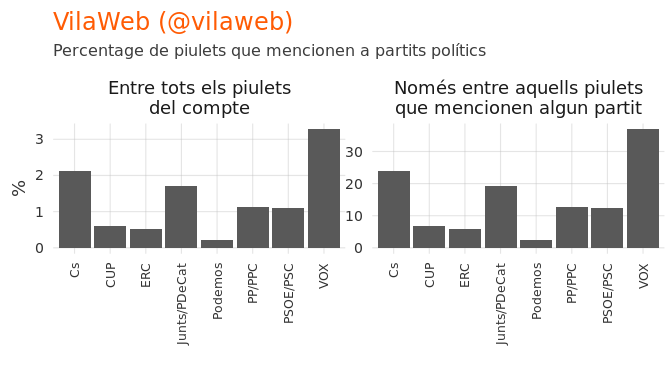 VilaWeb (@vilaweb)
Percentage de piulets que mencionen a partits polítics
Entre tots els piulets
del compte
%
3
2
1
0
Cs
CUP
ERC
Junts/PDeCat
Podemos
PP/PPC
PSOE/PSC
VOX
Només entre aquells piulets
que mencionen algun partit
30
20
10
0
Cs
CUP
ERC
Junts/PDeCat
Podemos
PP/PPC
PSOE/PSC
VOX